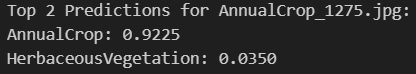 Top 2 Predictions for AnnualCrop_1275.jpg:
AnnualCrop: 0.9225
HerbaceousVegetation: 0.0350